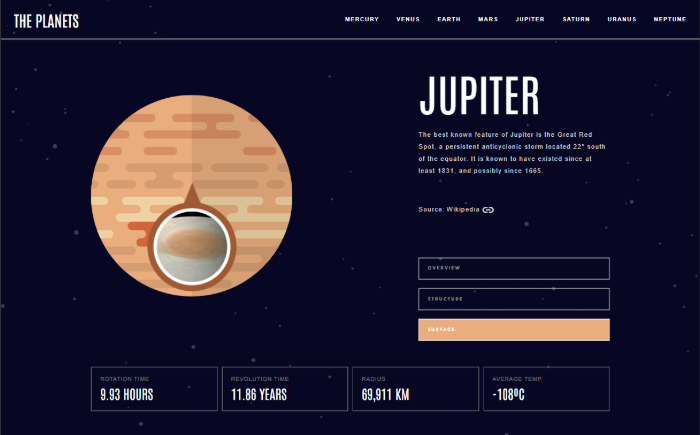 THE PLANETS
MERCURY VENUS EARTH MARS JUPITER SATURN URANUS NEPTUNE
JUPITER
The best known feature of Jupiter is the Great Red
Spot, a persistent anticyclonic storm located 22° south
of the equator. It is known to have existed since at
least 1831, and possibly since 1665.
Source: Wikipedia
OVERVIEW
STRUCTURE
SURFACE
ROTATION TIME
9.93 HOURS
REVOLUTION TIME
11.86 YEARS
RADIUS
69,911 KM
AVERAGE TEMP.
-108ºC